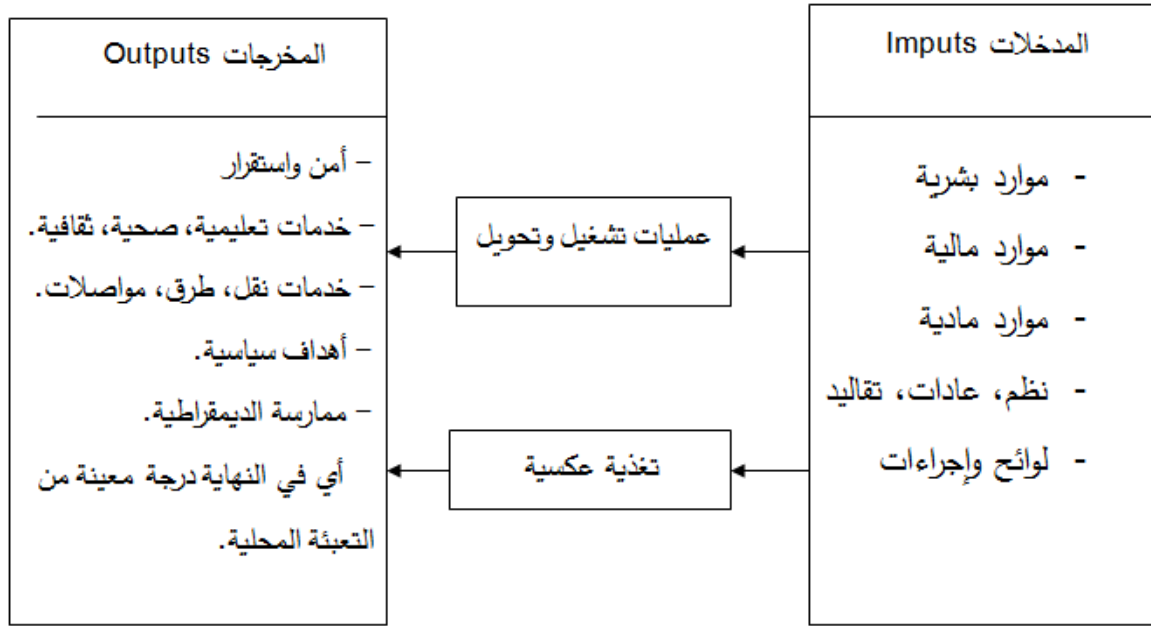 المدخلات Imputs
- موارد بشرية
- موارد مالية
- موارد مادية
- نظم، عادات، تقاليد
- لوائح وإجراءات
عمليات تشغيل وتحويل
تغذية عكسية
المخرجات Outputs
– أمن واستقرار
– خدمات تعليمية، صحية، ثقافية.
– خدمات نقل، طرق، مواصلات.
– أهداف سياسية.
– ممارسة الديمقراطية.
أي في النهاية درجة معينة من
التعبئة المحلية.